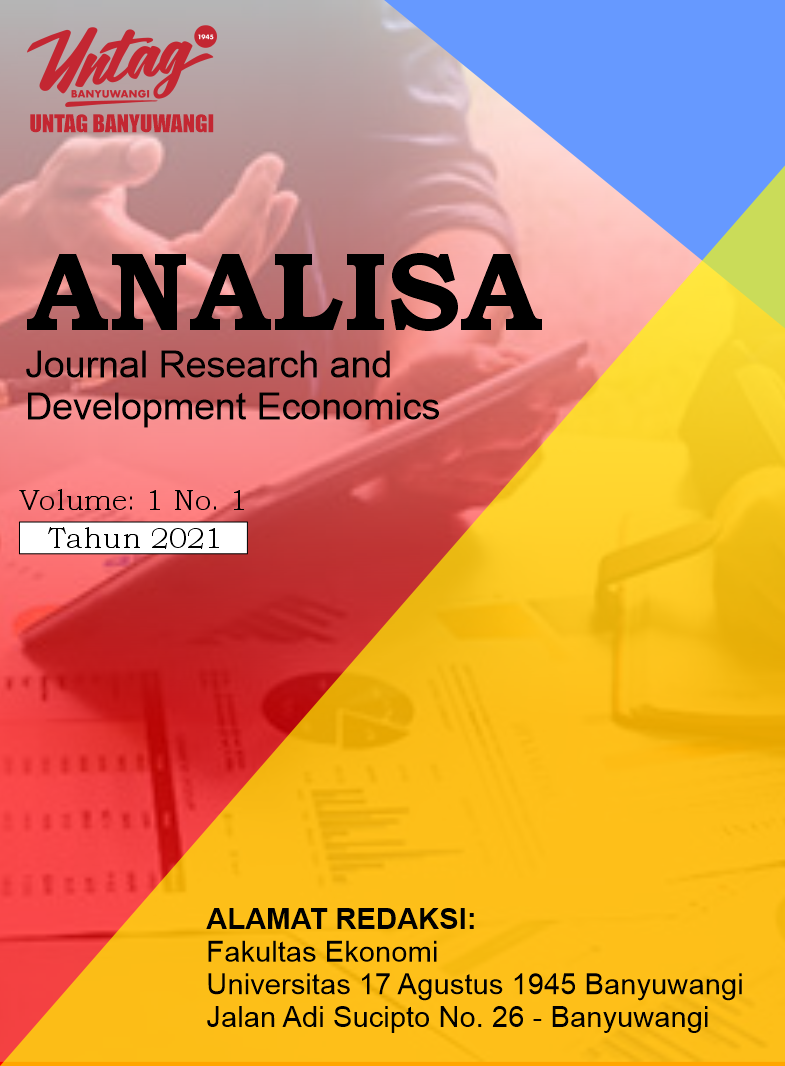 Untag
1945
BANYUWANGI
UNTAG BANYUWANGI
ANALISA
Journal Research and
Development Economics
Volume: 1 No. 1
Tahun 2021
ALAMAT REDAKSI:
Fakultas Ekonomi
Universitas 17 Agustus 1945 Banyuwangi
Jalan Adi Sucipto No. 26 - Banyuwangi